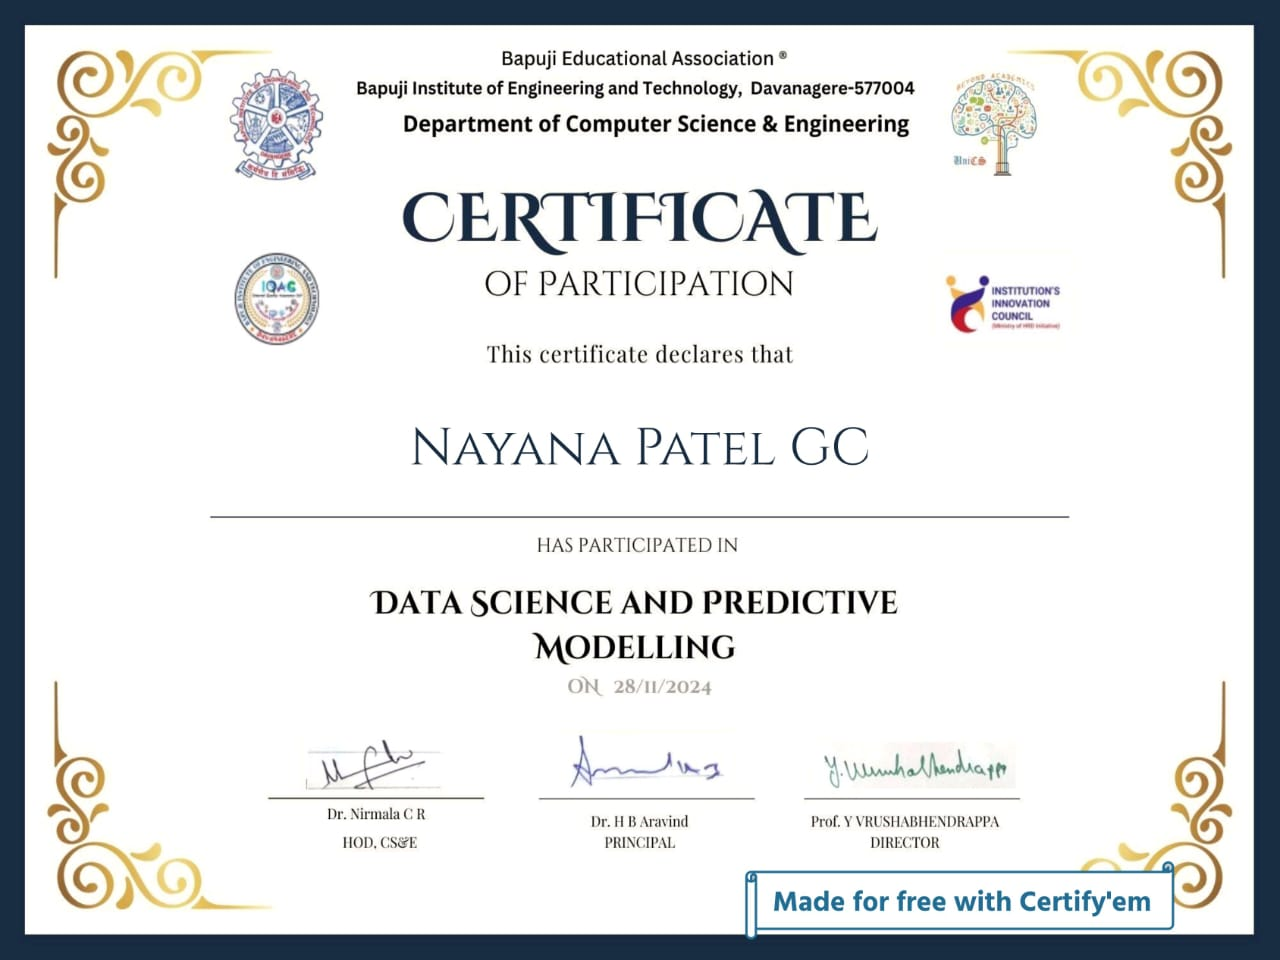 Bapuji Educational Association ®
Bapuji Institute of Engineering and Technology, Davanagere-577004
Department of Computer Science & Engineering
BEYOND ACADEMICS
UniCS
CERTIFICATE
OF PARTICIPATION
IQAC
INSTITUTION'S
INNOVATION
COUNCIL
(Ministry of HRD Initiative)
This certificate declares that
NAYANA PATEL GC
HAS PARTICIPATED IN
DATA SCIENCE AND PREDICTIVE
MODELLING
ON 28/11/2024
Y. Vrushabhendrappa
Dr. Nirmala C R
HOD, CS&E
Dr. H B Aravind
PRINCIPAL
Prof. Y VRUSHABHENDRAPPA
DIRECTOR
Made for free with Certify'em